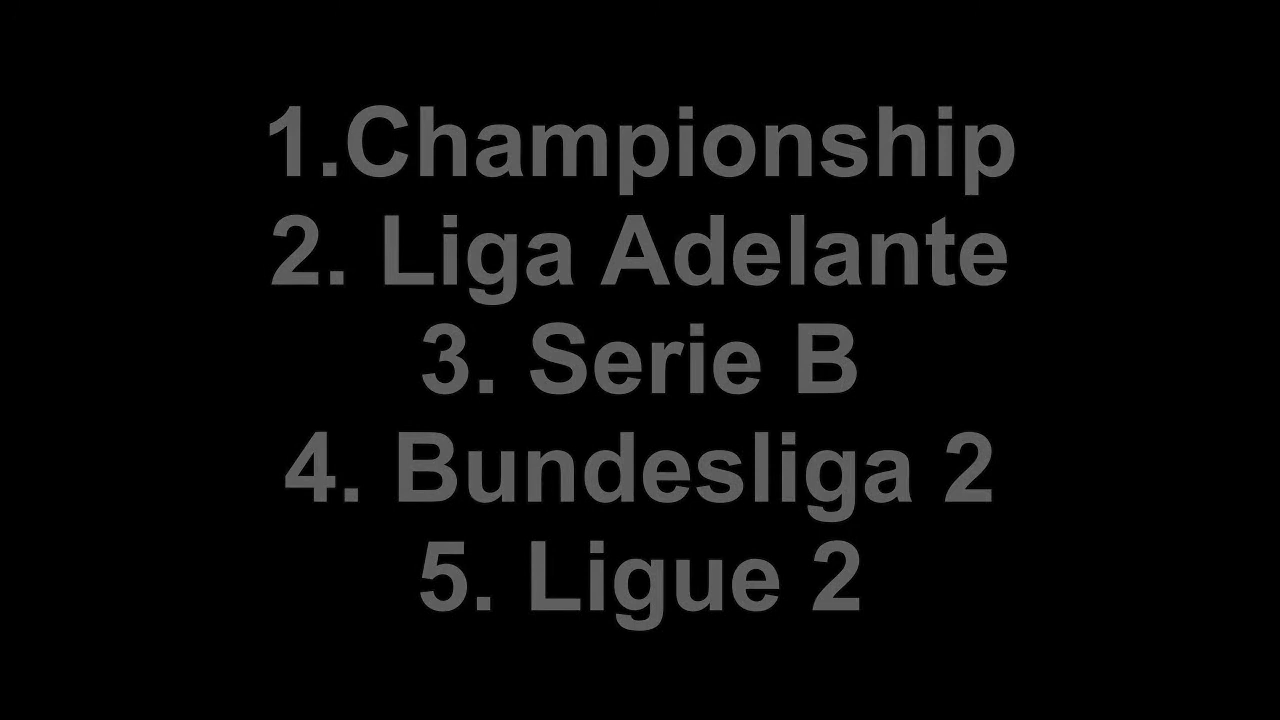 1.Championship
2. Liga Adelante
3. Serie B
4. Bundesliga 2
5. Ligue 2